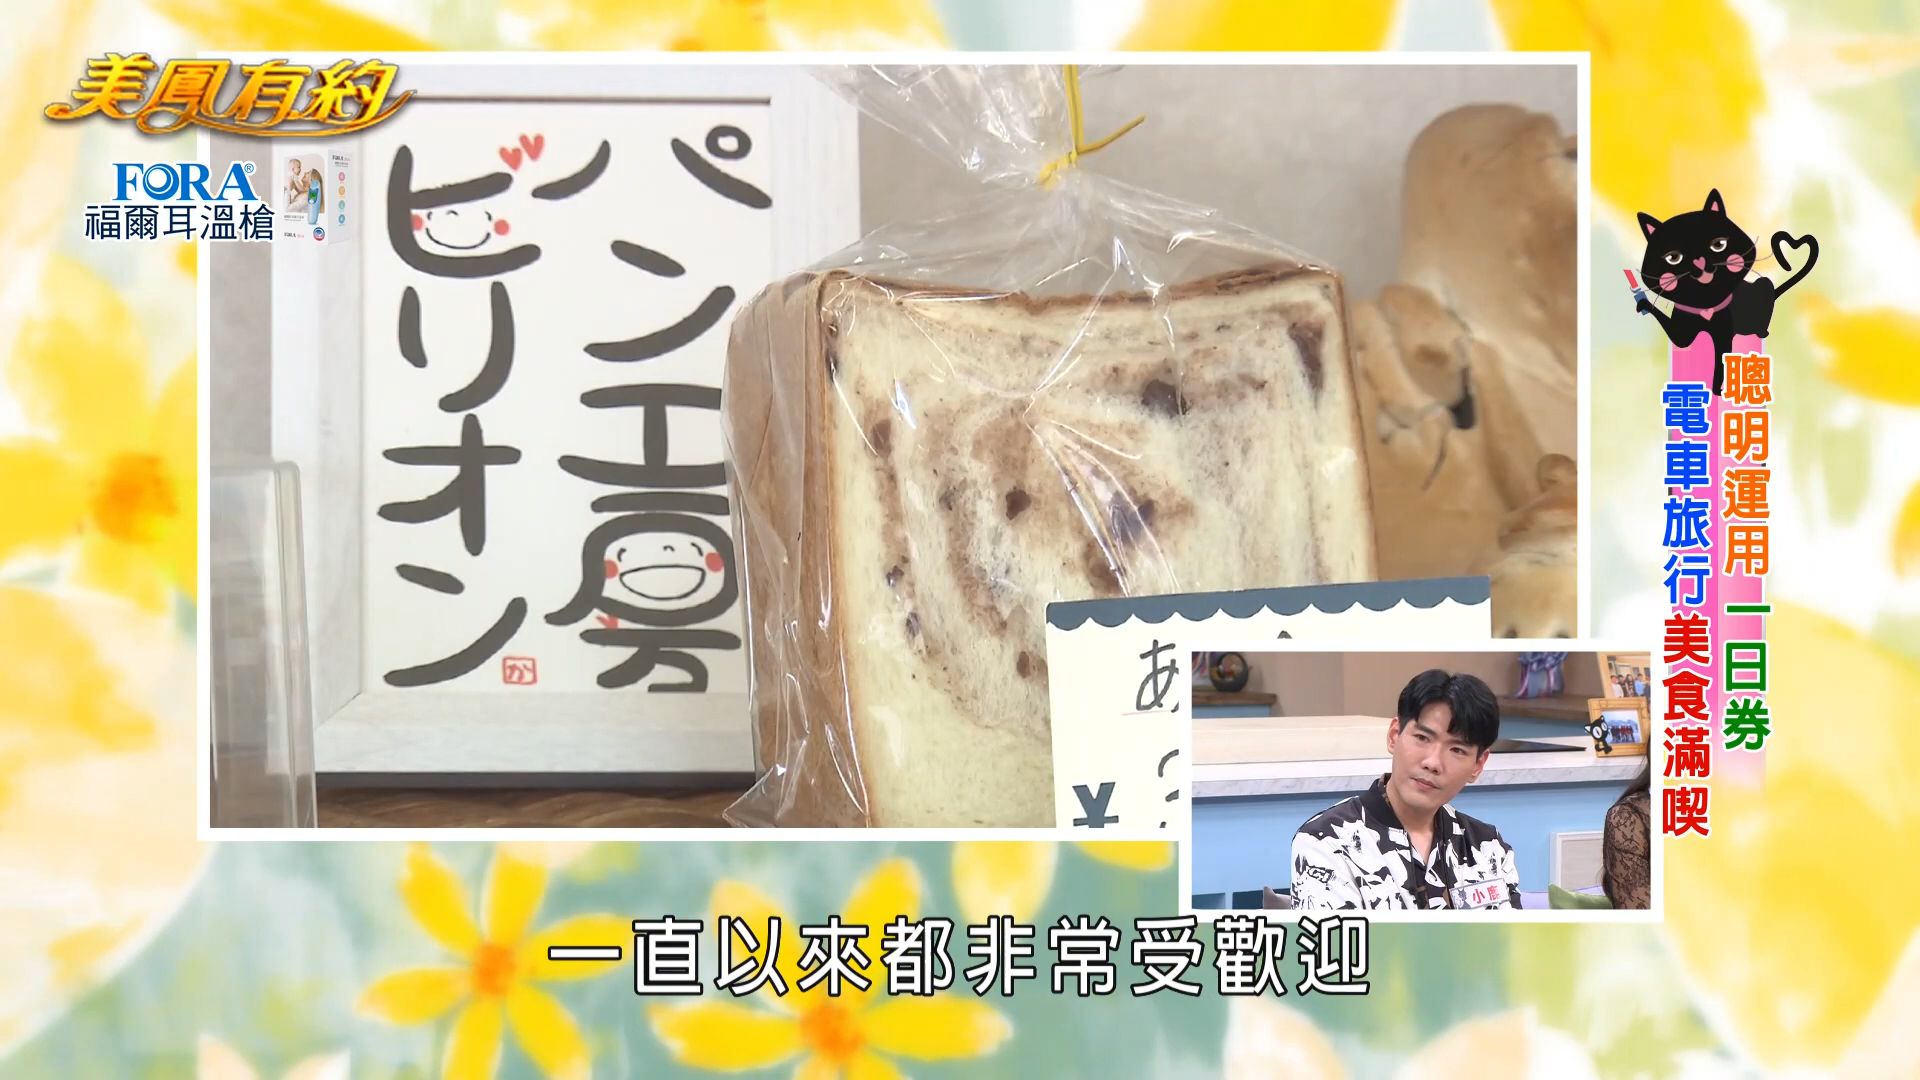 美鳳有約
FORA®
福爾耳溫槍
パン工房
ビリオン
か
あ
¥
聰明運用一日券
電車旅行美食滿喫
小鹿
一直以來都非常受歡迎